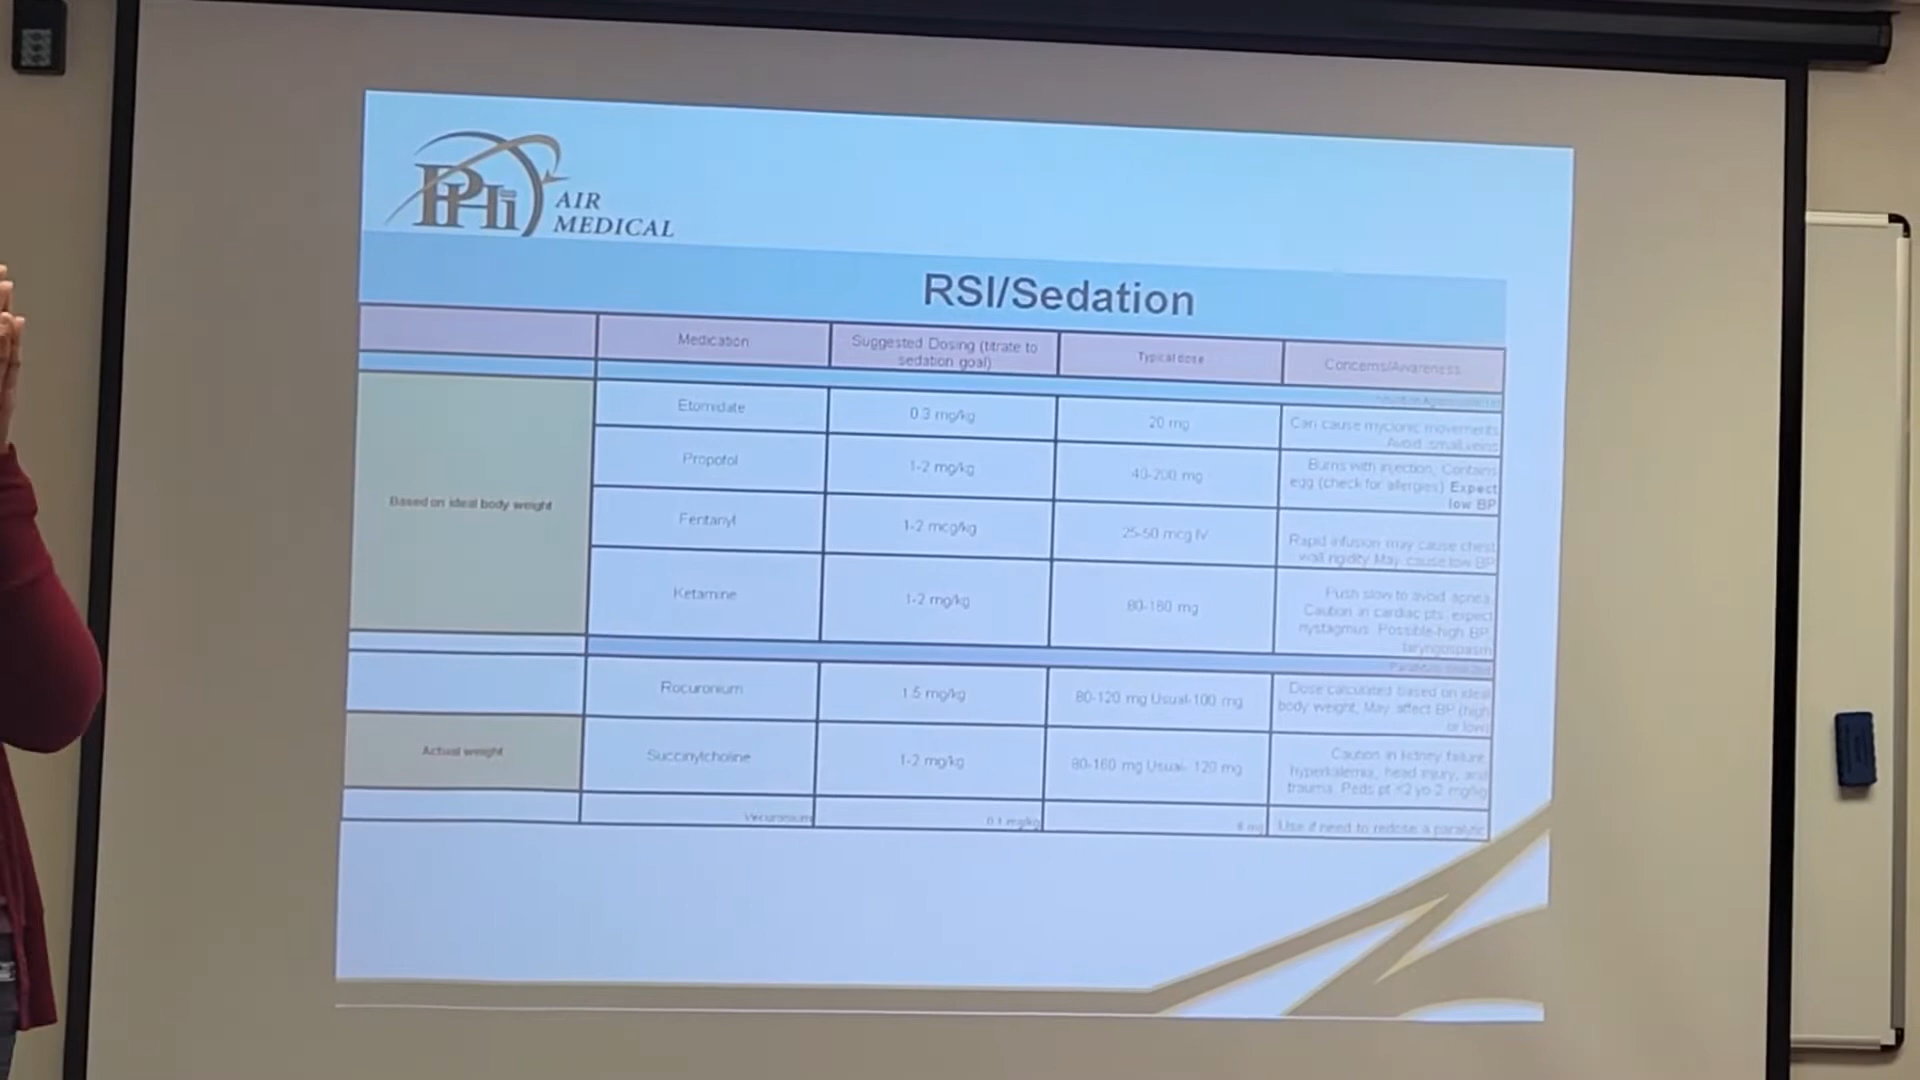 PHi AIR
MEDICAL
RSI/Sedation
Medication
Suggested Dosing (titrate to
sedation goal)
Typical dose
Concerns/Awareness
Based on ideal body weight
Etomidate
0.3 mg/kg
20 mg
Can cause myclonic movements
Avoid small veins
Propofol
1-2 mg/kg
40-200 mg
Burns with injection, Contains
egg (check for allergies) Expect
low BP
Fentanyl
1-2 mcg/kg
25-50 mcg IV
Rapid infusion may cause chest
wall rigidity May cause low BP
Ketamine
1-2 mg/kg
80-160 mg
Push slow to avoid apnea
Caution in cardiac pts, expect
nystagmus. Possible-high BP,
laryngospasm
Rocuronium
1.5 mg/kg
80-120 mg Usual-100 mg
Dose calculated based on ideal
body weight, May affect BP (high
or low)
Actual weight
Succinylcholine
1-2 mg/kg
80-160 mg Usual- 120 mg
Caution in kidney failure,
hyperkalemia, head injury, and
trauma. Peds pt <2 yo 2 mg/kg
Vecuronium
0.1 mg/kg
mg
Use if need to redose a paralytic